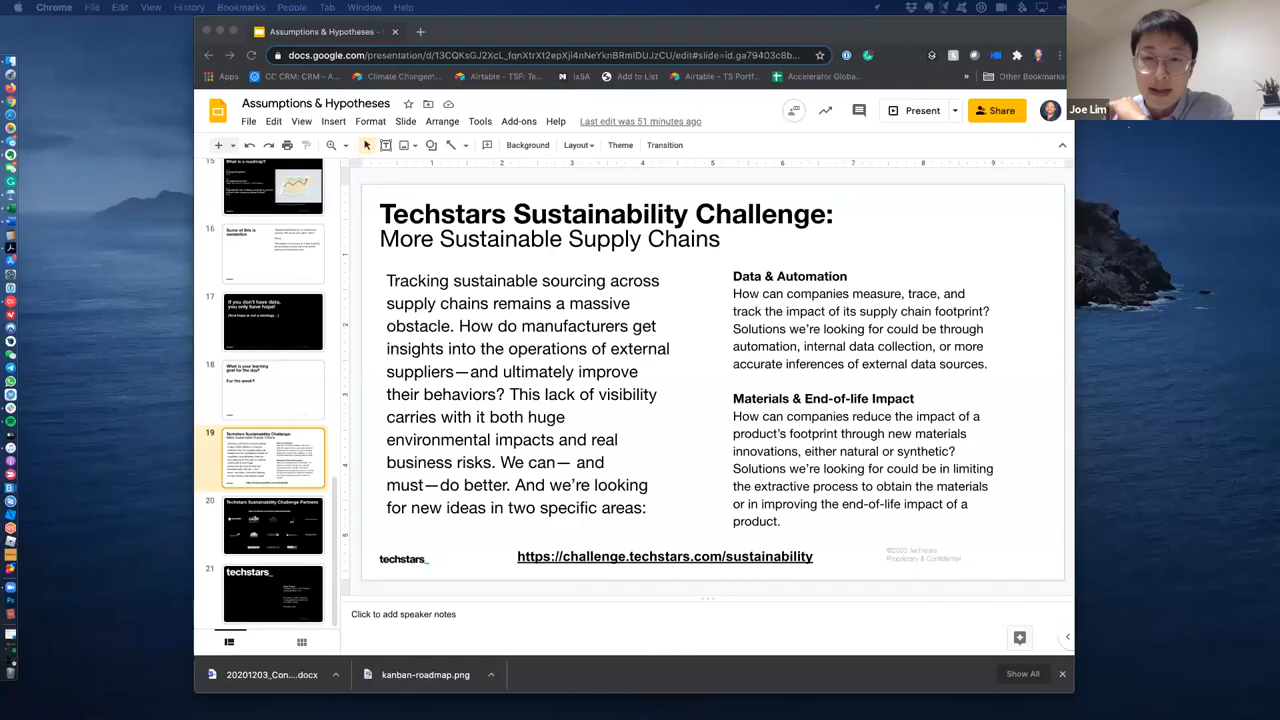 Chrome File Edit View History Bookmarks People Tab Window Help
Assumptions & Hypotheses -
docs.google.com/presentation/d/13CQKsGJ2XcL_fqnXtXt2epXji4nNeYknBRmIDUJzCU/edit#slide=id.ga79403c8b...
Apps CC CRM: CRM – A... Climate Changem... Airtable - TSF: Te... IxSA Add to List Airtable - TS Portf... Accelerator Globa... » Other Bookmarks
Joe Lim
Assumptions & Hypotheses
Present
Share
File Edit View Insert Format Slide Arrange Tools Add-ons Help Last edit was 51 minutes ago
Background Layout Theme Transition
1 2 3 4 5 6 7 8 9
15
What is a roadmap?
16
Some of this is
semantics
17
If you don't have data,
you only have hope!
(And hope is not a strategy...)
18
What is your learning
goal for the day?
For the week?
19
Techstars Sustainability Challenge:
More Sustainable Supply Chains
20
Techstars Sustainability Challenge Partners
21
techstars_
Techstars Sustainability Challenge:
More Sustainable Supply Chains
Tracking sustainable sourcing across
supply chains remains a massive
obstacle. How do manufacturers get
insights into the operations of external
suppliers—and ultimately improve
their behaviors? This lack of visibility
carries with it both huge
environmental impacts and real
must—do better. And we're looking
for new ideas in two specific areas:
Data & Automation
How can companies measure, trace, and
track the impact of its supply chain footprint?
Solutions we're looking for could be through
automation, internal data collection, or more
accurate inferences of external data sources.
Materials & End-of-life Impact
How can companies reduce the impact of a
product's footprint through new materials
innovations, either natural or synthetic?
Solutions we're looking for could be in limiting
the extractive process to obtain the materials
or in improving the end-of-life impact of a
product.
techstars_
https://challenge.techstars.com/sustainability
©2020 Techstars
Proprietary & Confidential
Click to add speaker notes
20201203_Con....docx
kanban-roadmap.png
Show All